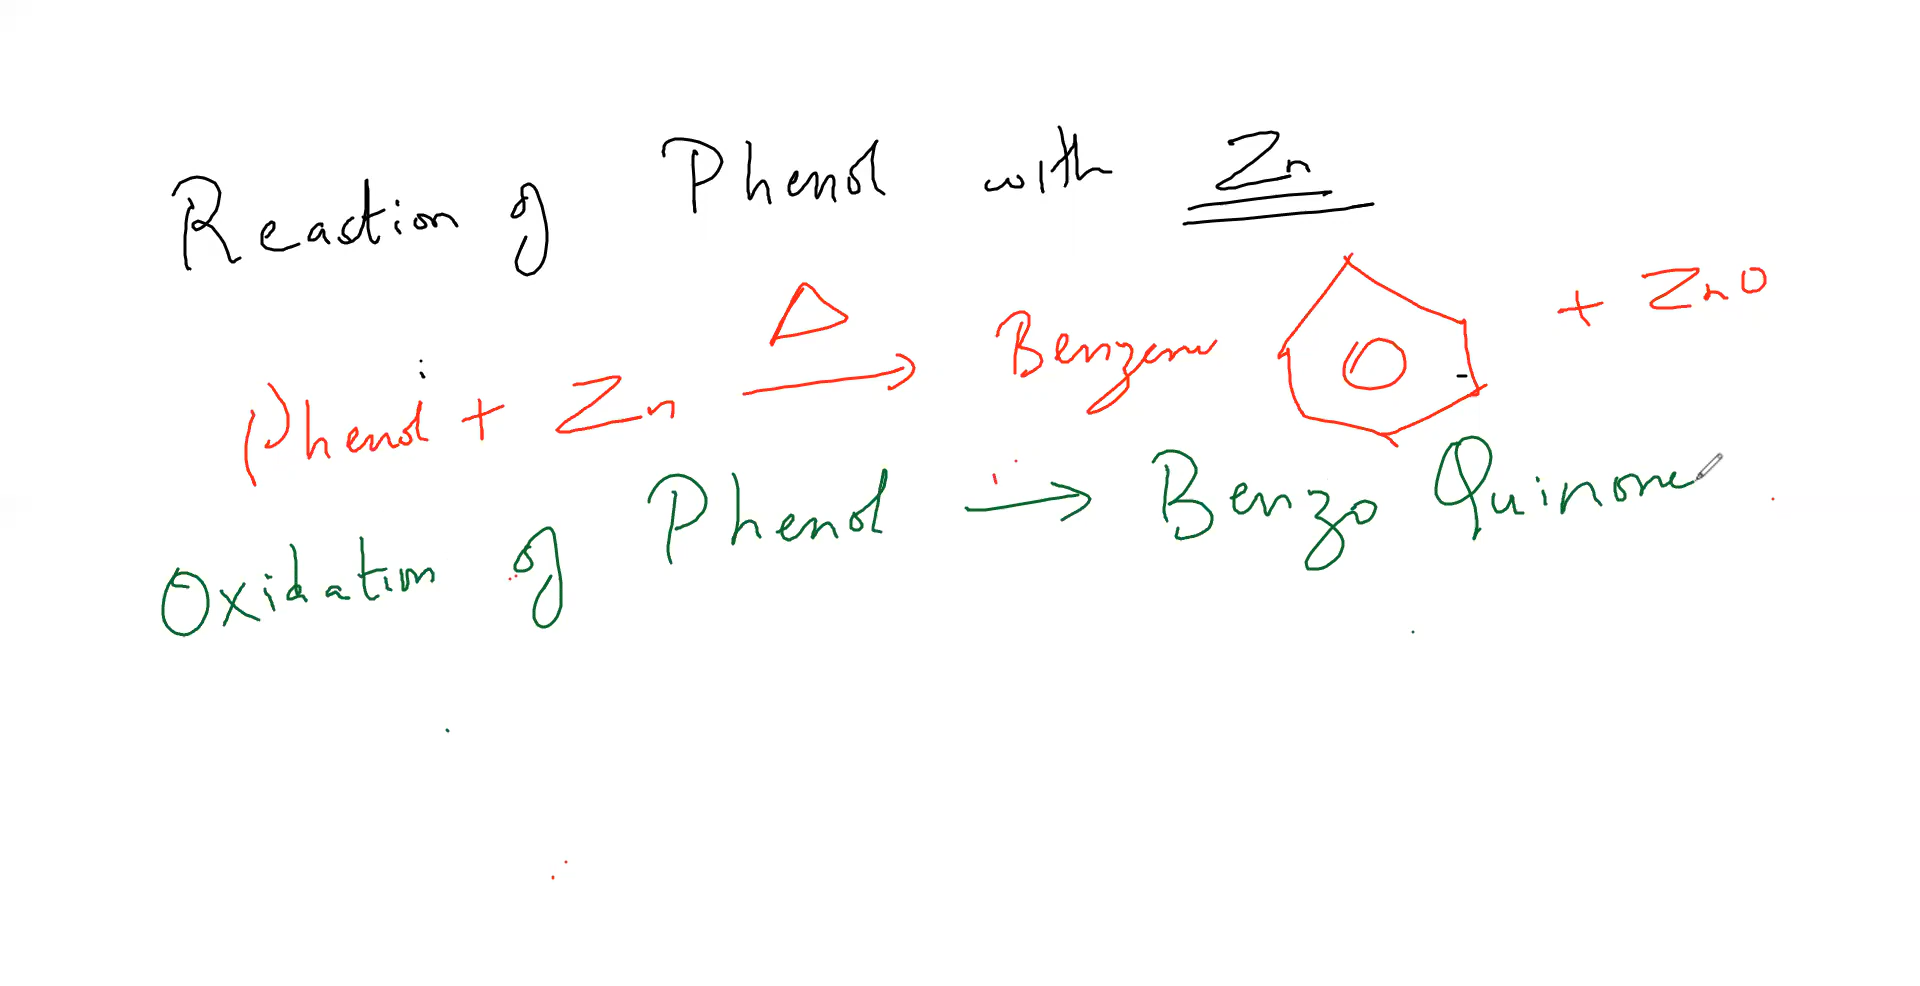 Reaction of Phenol with Zn
Phenol + Zn △ → Benzene + ZnO
Oxidation of Phenol → Benzo Quinone